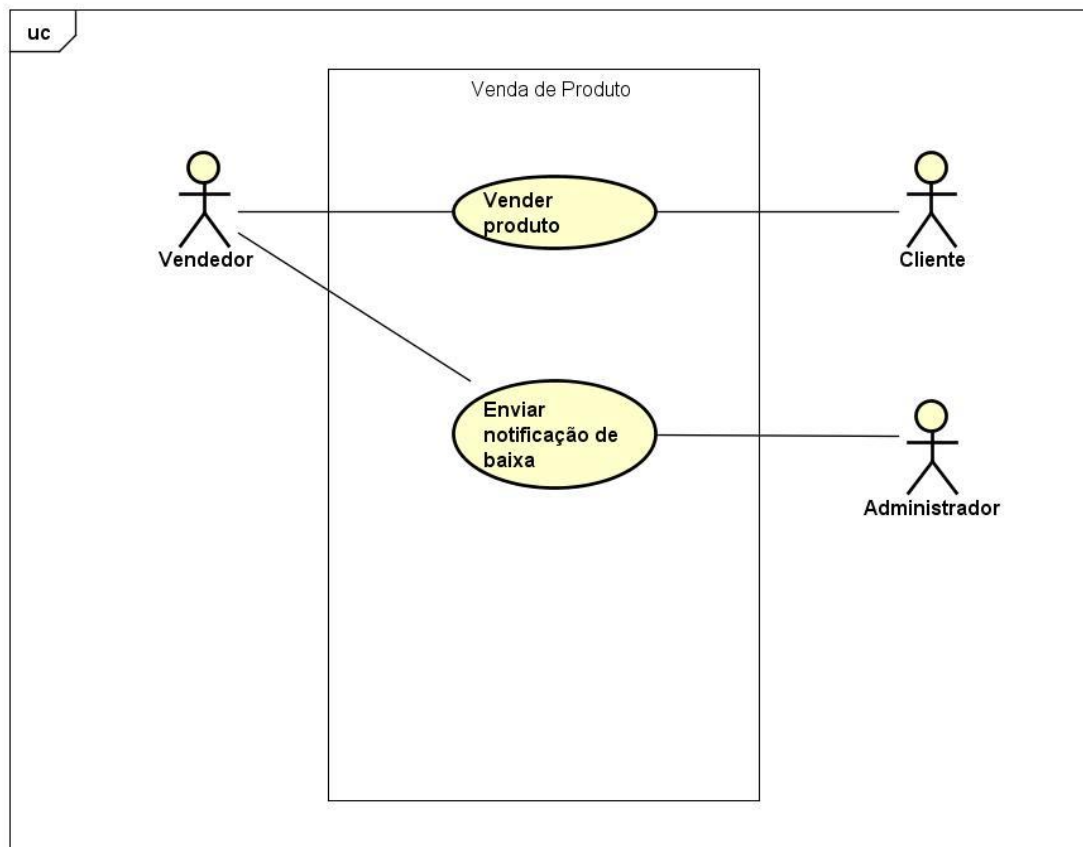 uc
Venda de Produto
Vender
produto
Vendedor
Cliente
Enviar
notificação de
baixa
Administrador